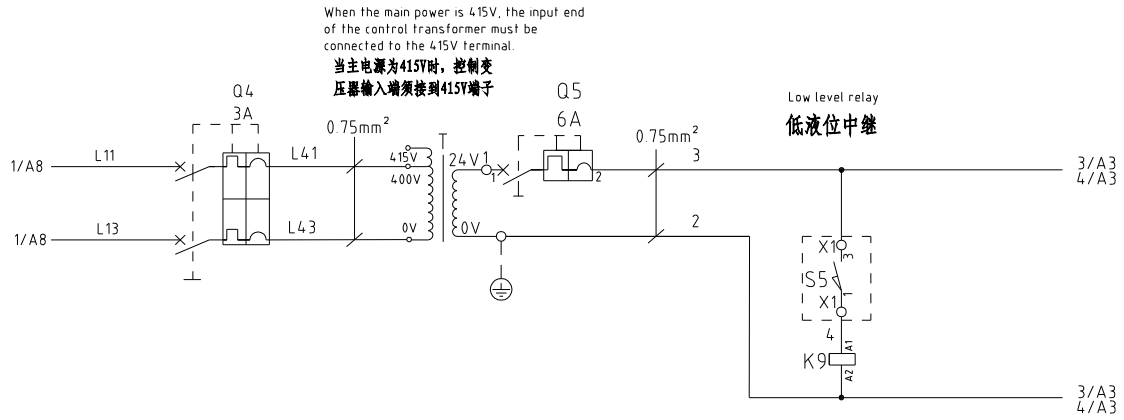 When the main power is 415V, the input end
of the control transformer must be
connected to the 415V terminal.
当主电源为415V时，控制变
压器输入端须接到415V端子
Q4
3A
0.75mm²
Q5
6A
0.75mm²
Low level relay
低液位中继
1/A8
L11
L41
415V
400V
24V
1
1
2
3
3/A3
4/A3
1/A8
L13
L43
0V
0V
2
X1
3
S5
1
X1
4
K9
A1
A2
3/A3
4/A3